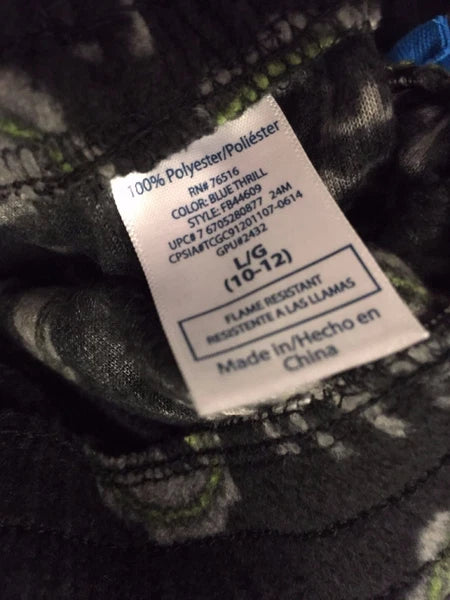 100% Polyester/Poliéster
RN# 76516
COLOR: BLUE THRILL
STYLE: FB44609
UPC# 7 6705280877 24M
CPSIA#TCGC91201107-0614
GPU#2432
L/G
(10-12)
FLAME RESISTANT
RESISTENTE A LAS LLAMAS
Made in/Hecho en
China